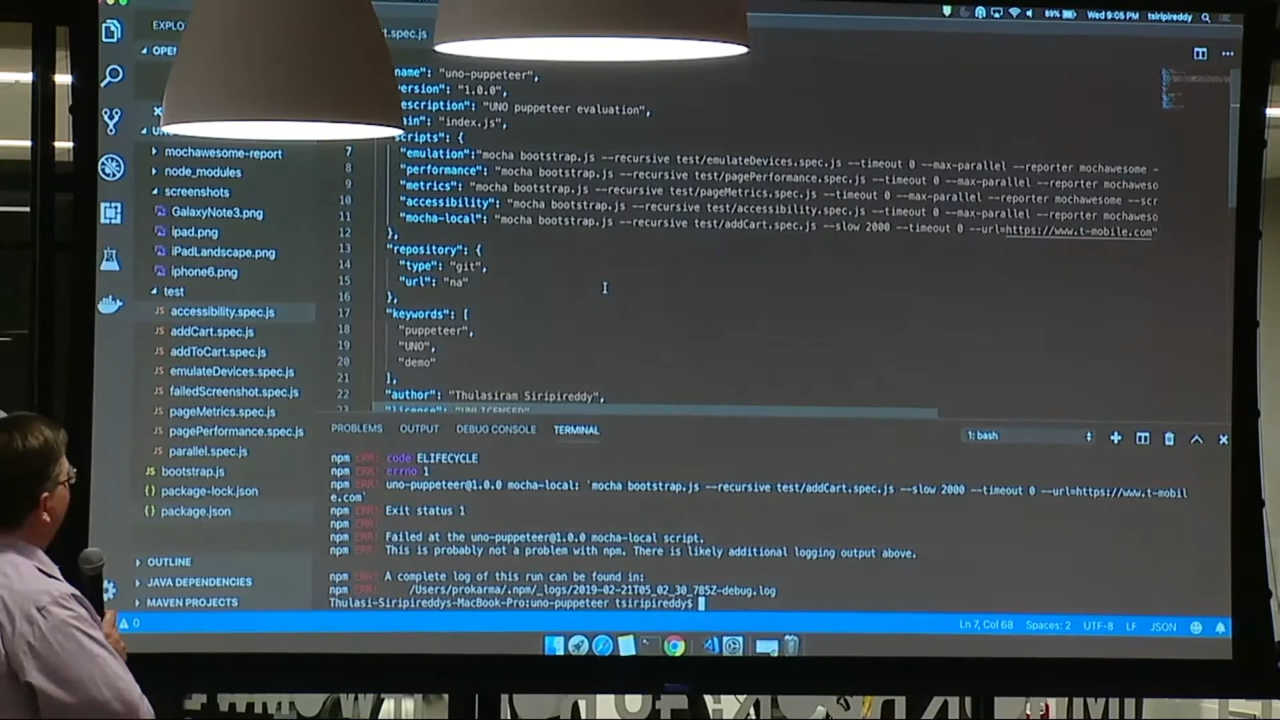 89% Wed 9:05 PM tsiripireddy
EXPLO
t.spec.js
OPE
name": "uno-puppeteer",
ersion": "1.0.0",
escription": "UNO puppeteer evaluation",
ain": "index.js",
cripts": {
mochawesome-report
node_modules
screenshots
GalaxyNote3.png
ipad.png
iPadLandscape.png
iphone6.png
test
accessibility.spec.js
addCart.spec.js
addToCart.spec.js
emulateDevices.spec.js
failedScreenshot.spec.js
pageMetrics.spec.js
pagePerformance.spec.js
parallel.spec.js
bootstrap.js
package-lock.json
package.json
OUTLINE
JAVA DEPENDENCIES
MAVEN PROJECTS
7 "emulation":"mocha bootstrap.js --recursive test/emulateDevices.spec.js --timeout 0 --max-parallel --reporter mochawesome -
8 "performance": "mocha bootstrap.js --recursive test/pagePerformance.spec.js --timeout 0 --max-parallel --reporter mochaweso
9 "metrics": "mocha bootstrap.js --recursive test/pageMetrics.spec.js --timeout 0 --max-parallel --reporter mochawesome --scr
10 "accessibility": "mocha bootstrap.js --recursive test/accessibility.spec.js --timeout 0 --max-parallel --reporter mochaweso
11 "mocha-local": "mocha bootstrap.js --recursive test/addCart.spec.js --slow 2000 --timeout 0 --url=https://www.t-mobile.com"
12 },
13 "repository": {
14 "type": "git",
15 "url": "na"
16 },
17 "keywords": [
18 "puppeteer",
19 "UNO",
20 "demo"
21 ],
22 "author": "Thulasiram Siripireddy",
23 "license": "UNLICENSED"
PROBLEMS OUTPUT DEBUG CONSOLE TERMINAL 1: bash
npm ERR! code ELIFECYCLE
npm ERR! errno 1
npm ERR! uno-puppeteer@1.0.0 mocha-local: `mocha bootstrap.js --recursive test/addCart.spec.js --slow 2000 --timeout 0 --url=https://www.t-mobil
e.com`
npm ERR! Exit status 1
npm ERR!
npm ERR! Failed at the uno-puppeteer@1.0.0 mocha-local script.
npm ERR! This is probably not a problem with npm. There is likely additional logging output above.
npm ERR! A complete log of this run can be found in:
npm ERR! /Users/prokarma/.npm/_logs/2019-02-21T05_02_30_785Z-debug.log
Thulasi-Siripireddys-MacBook-Pro:uno-puppeteer tsiripireddy$
0 Ln 7, Col 68 Spaces: 2 UTF-8 LF JSON